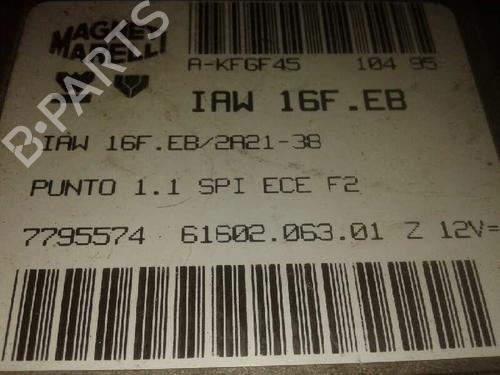 MAGNETI
MARELLI
A-KFGF45 104 95
IAW 16F.EB
IAW 16F.EB/2A21-38
PUNTO 1.1 SPI ECE F2
7795574 61602.063.01 Z 12V=
B-PARTS